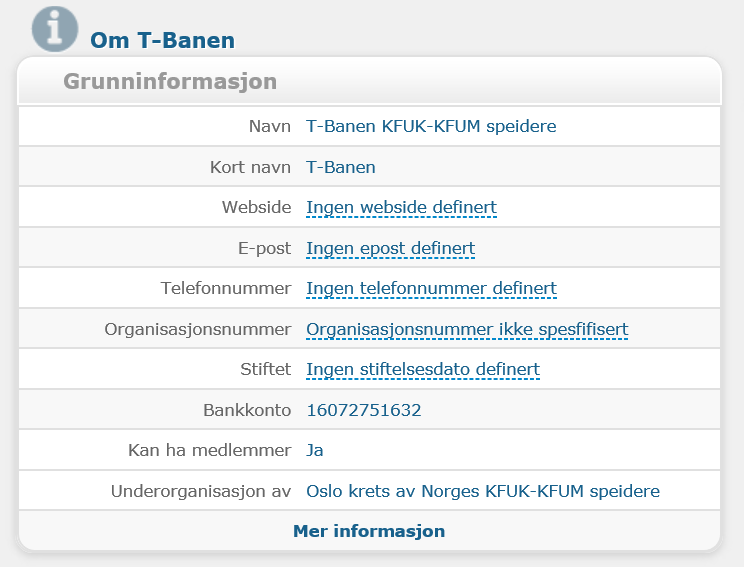 Om T-Banen
Grunninformasjon
Navn T-Banen KFUK-KFUM speidere
Kort navn T-Banen
Webside Ingen webside definert
E-post Ingen epost definert
Telefonnummer Ingen telefonnummer definert
Organisasjonsnummer Organisasjonsnummer ikke spesfifisert
Stiftet Ingen stiftelsesdato definert
Bankkonto 16072751632
Kan ha medlemmer Ja
Underorganisasjon av Oslo krets av Norges KFUK-KFUM speidere
Mer informasjon